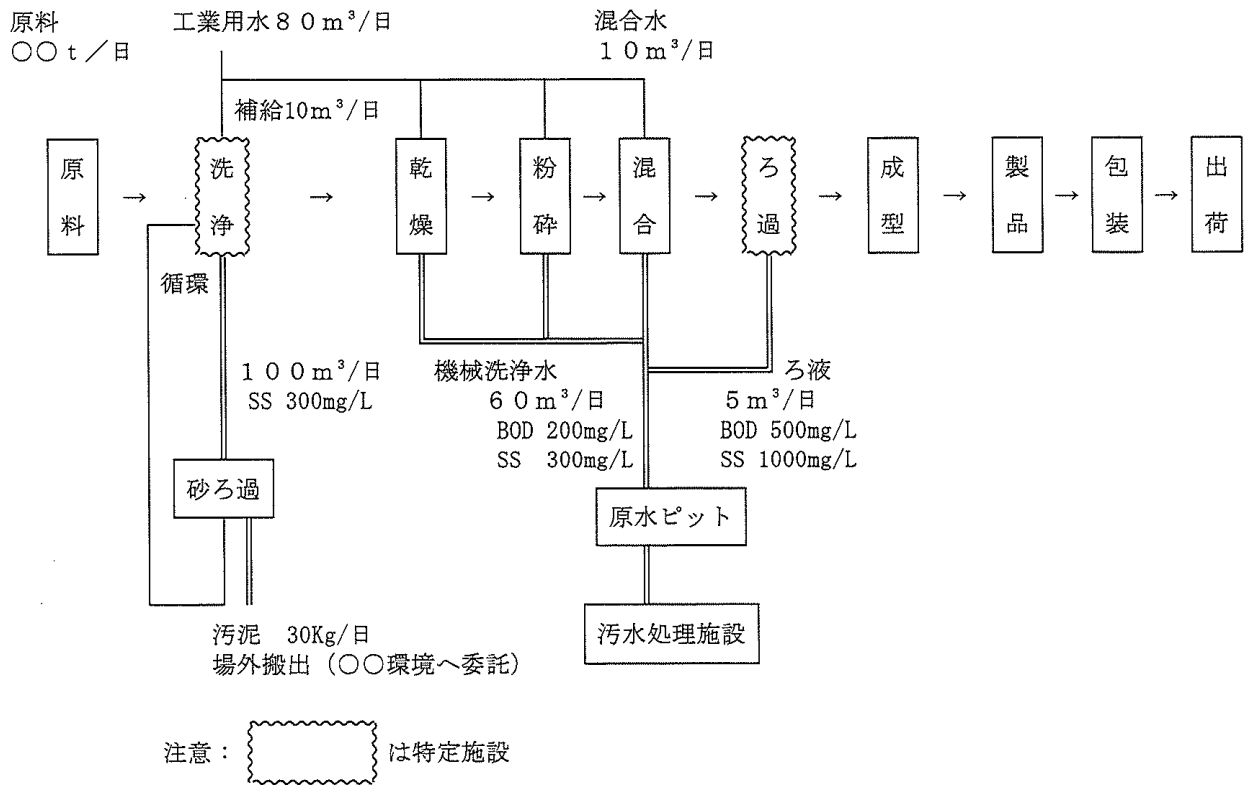 原料
○○ｔ／日
工業用水８０ｍ³/日
混合水
１０ｍ³/日
補給10ｍ³/日
原料
→
洗浄
→
乾燥
→
粉砕
→
混合
→
ろ過
→
成型
→
製品
→
包装
→
出荷
循環
１００ｍ³/日
SS 300mg/L
機械洗浄水
６０ｍ³/日
BOD 200mg/L
SS 300mg/L
ろ液
５ｍ³/日
BOD 500mg/L
SS 1000mg/L
砂ろ過
原水ピット
汚泥 30Kg/日
場外搬出（○○環境へ委託）
汚水処理施設
注意：
は特定施設